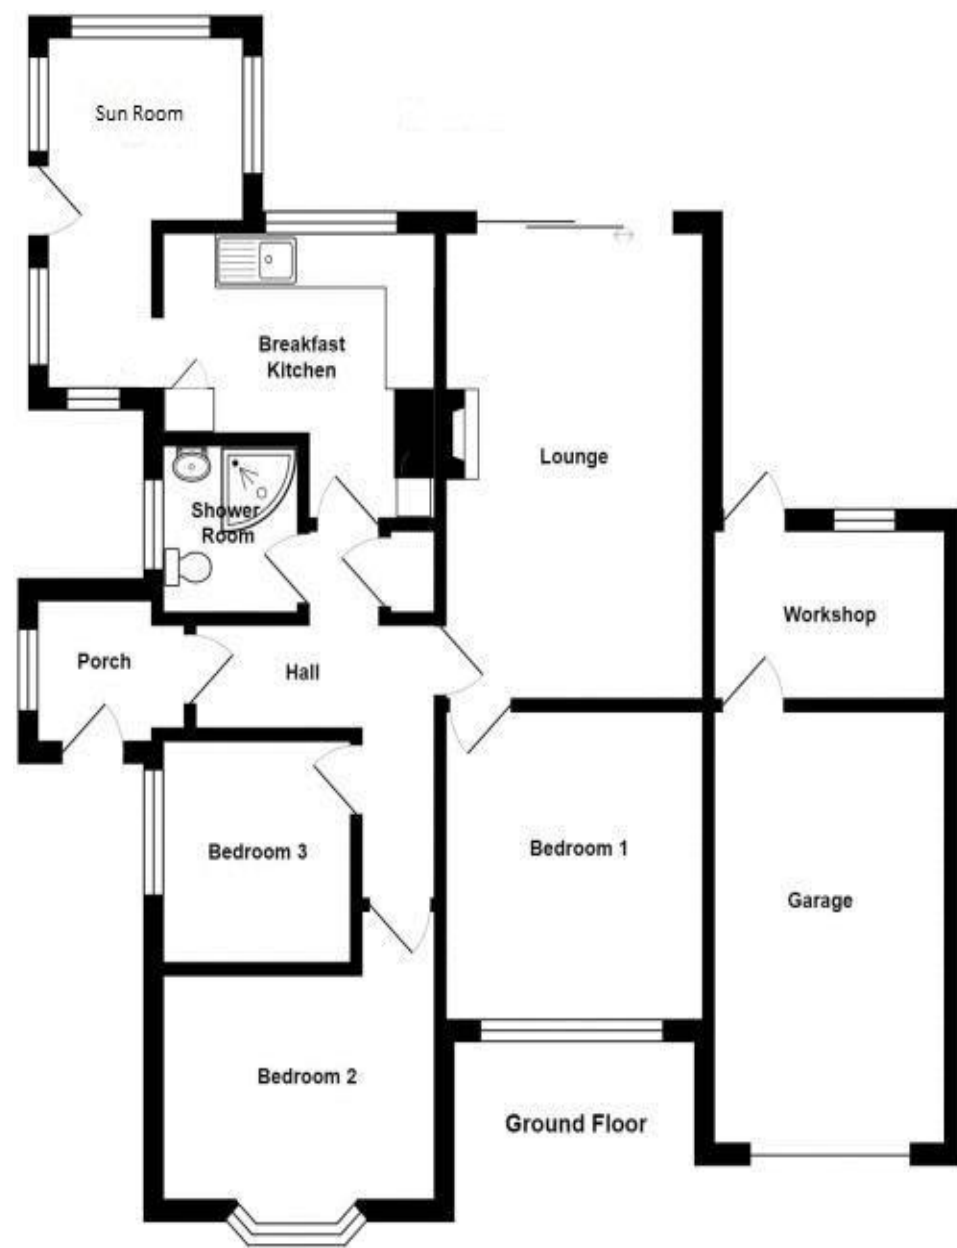 Sun Room
Breakfast
Kitchen
Lounge
Shower
Room
Workshop
Porch
Hall
Bedroom 3
Bedroom 1
Garage
Bedroom 2
Ground Floor